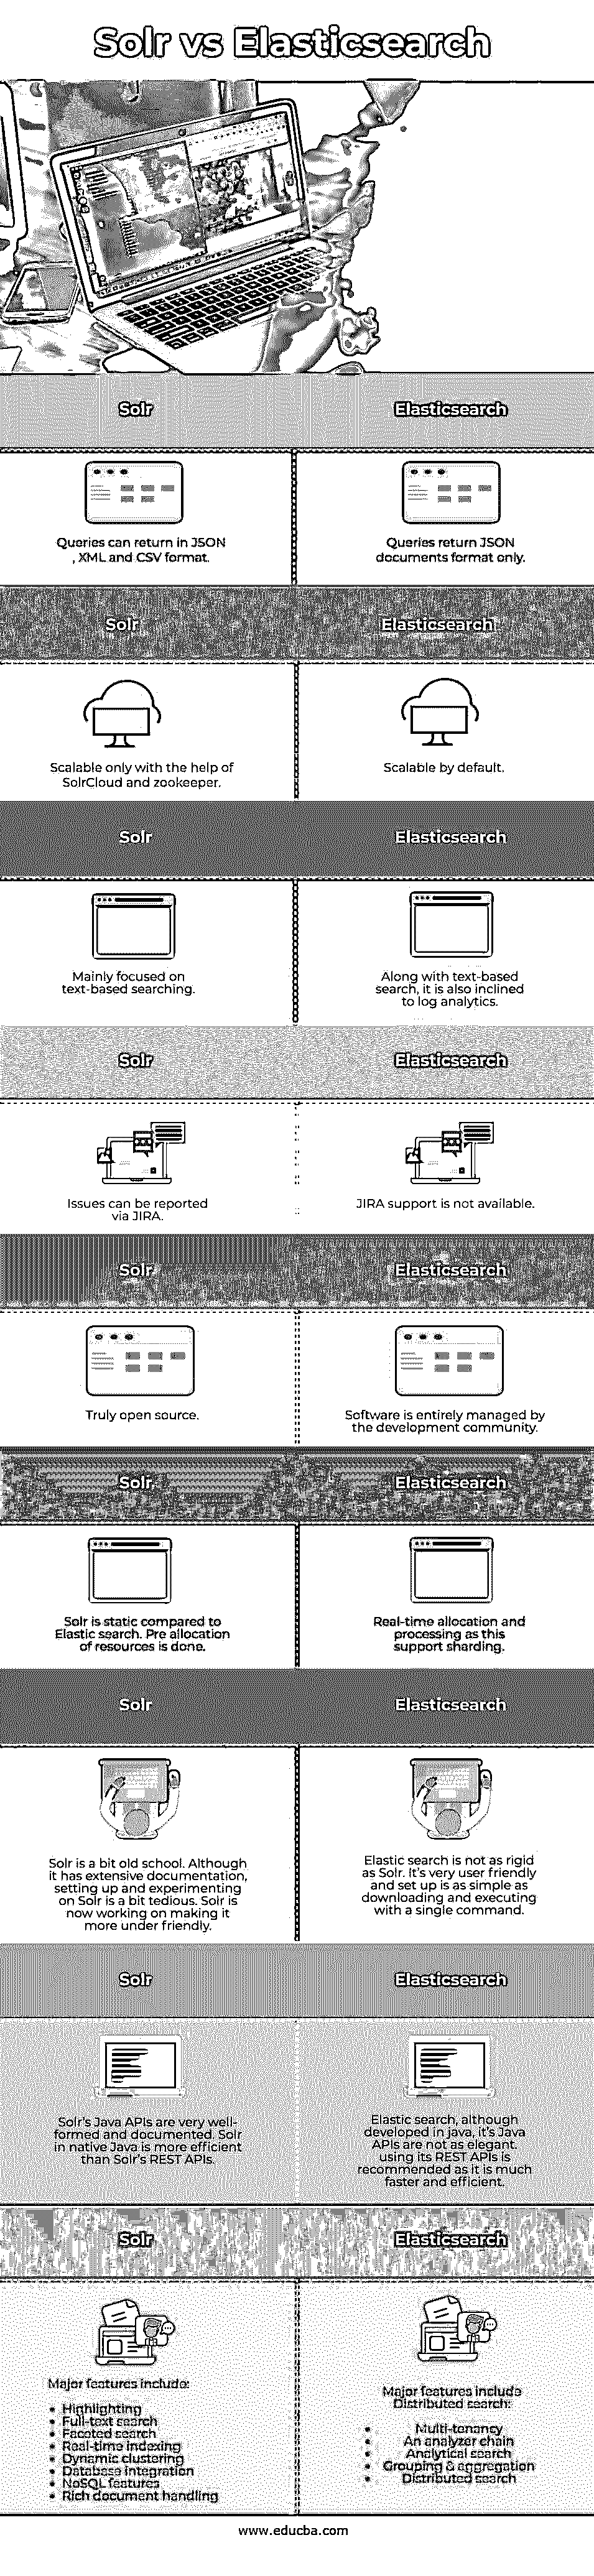 Solr vs Elasticsearch
Solr
Elasticsearch
Queries can return in JSON
, XML and CSV format.
Queries return JSON
documents format only.
Solr
Elasticsearch
Scalable only with the help of
SolrCloud and zookeeper.
Scalable by default.
Solr
Elasticsearch
Mainly focused on
text-based searching.
Along with text-based
search, it is also inclined
to log analytics.
Solr
Elasticsearch
Issues can be reported
via JIRA.
JIRA support is not available.
Solr
Elasticsearch
Truly open source.
Software is entirely managed by
the development community.
Solr
Elasticsearch
Solr is static compared to
Elastic search. Pre allocation
of resources is done.
Real-time allocation and
processing as this
support sharding.
Solr
Elasticsearch
Solr is a bit old school. Although
it has extensive documentation,
setting up and experimenting
on Solr is a bit tedious. Solr is
now working on making it
more under friendly.
Elastic search is not as rigid
as Solr. It's very user friendly
and set up is as simple as
downloading and executing
with a single command.
Solr
Elasticsearch
Solr's Java APIs are very well-
formed and documented. Solr
in native Java is more efficient
than Solr's REST APIs.
Elastic search, although
developed in java, it's Java
APIs are not as elegant.
using its REST APIs is
recommended as it is much
faster and efficient.
Solr
Elasticsearch
Major features include:
• Highlighting
• Full-text search
• Faceted search
• Real-time indexing
• Dynamic clustering
• Database integration
• NoSQL features
• Rich document handling
Major features include
Distributed search:
• Multi-tenancy
• An analyzer chain
• Analytical search
• Grouping & aggregation
• Distributed search
www.educba.com